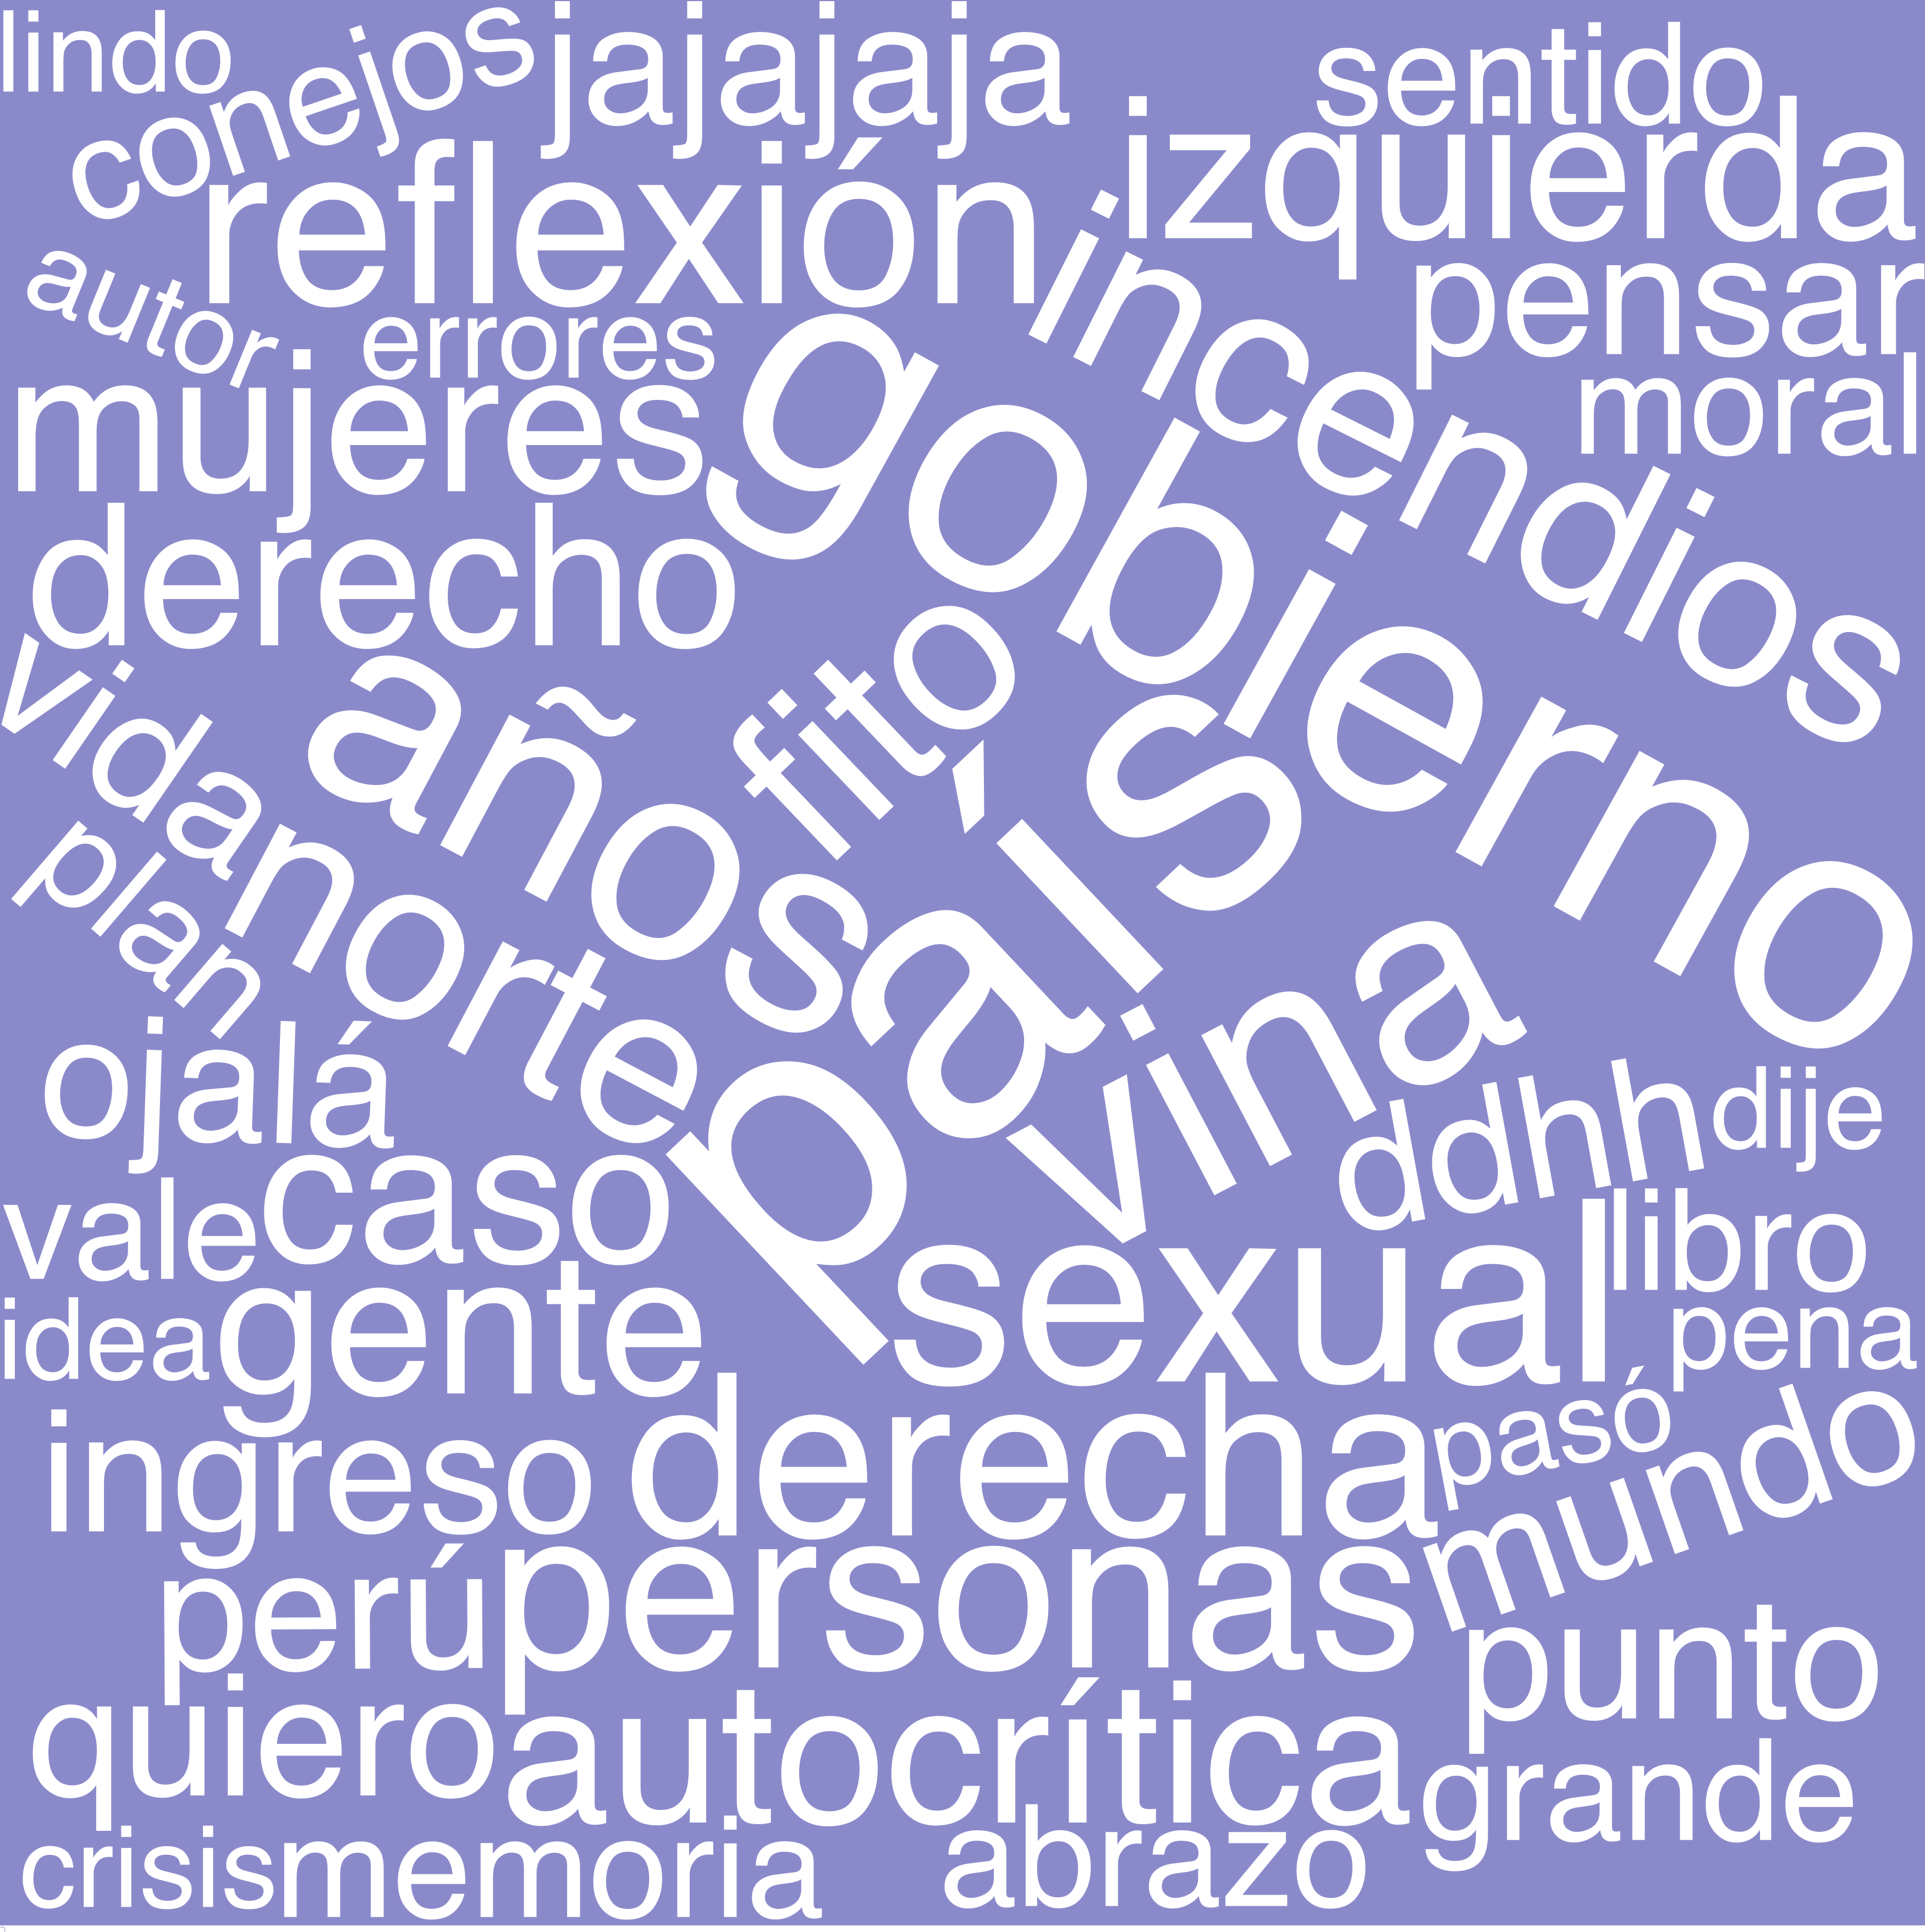 lindo
conejos
jajajaja
sentido
reflexión
izquierda
autor
errores
incendios
pensar
mujeres
gobierno
moral
derecho
vida
años
tftító
plan
norte
país
ojalá
vina
ddhh
dije
vale
caso
libro
idea
gente
sexual
pena
ingreso
derecha
pasó
mundo
perú
personas
punto
quiero
autocrítica
grande
crisis
memoria
abrazo